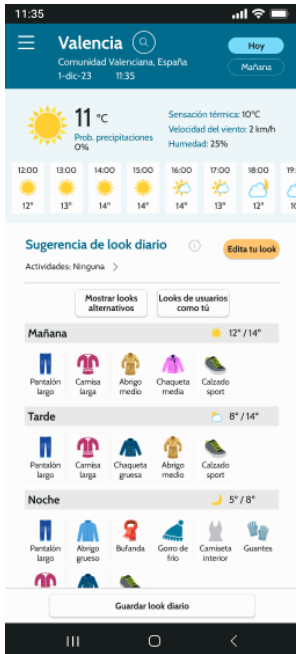 11:35
Valencia
Comunidad Valenciana, España
1-dic-23 11:35
Hoy
Mañana
11 °C
Prob. precipitaciones
0%
Sensación térmica: 10°C
Velocidad del viento: 2 km/h
Humedad: 25%
12:00 13:00 14:00 15:00 16:00 17:00 18:00 19:
12° 13° 14° 14° 14° 13° 12° 10
Sugerencia de look diario
Edita tu look
Actividades: Ninguna >
Mostrar looks
alternativos
Looks de usuarios
como tú
Mañana 12°/14°
Pantalón
largo
Camisa
larga
Abrigo
medio
Chaqueta
media
Calzado
sport
Tarde 8°/14°
Pantalón
largo
Camisa
larga
Chaqueta
gruesa
Abrigo
medio
Calzado
sport
Noche 5°/8°
Pantalón
largo
Abrigo
grueso
Bufanda
Gorro de
frío
Camiseta
interior
Guantes
Guardar look diario